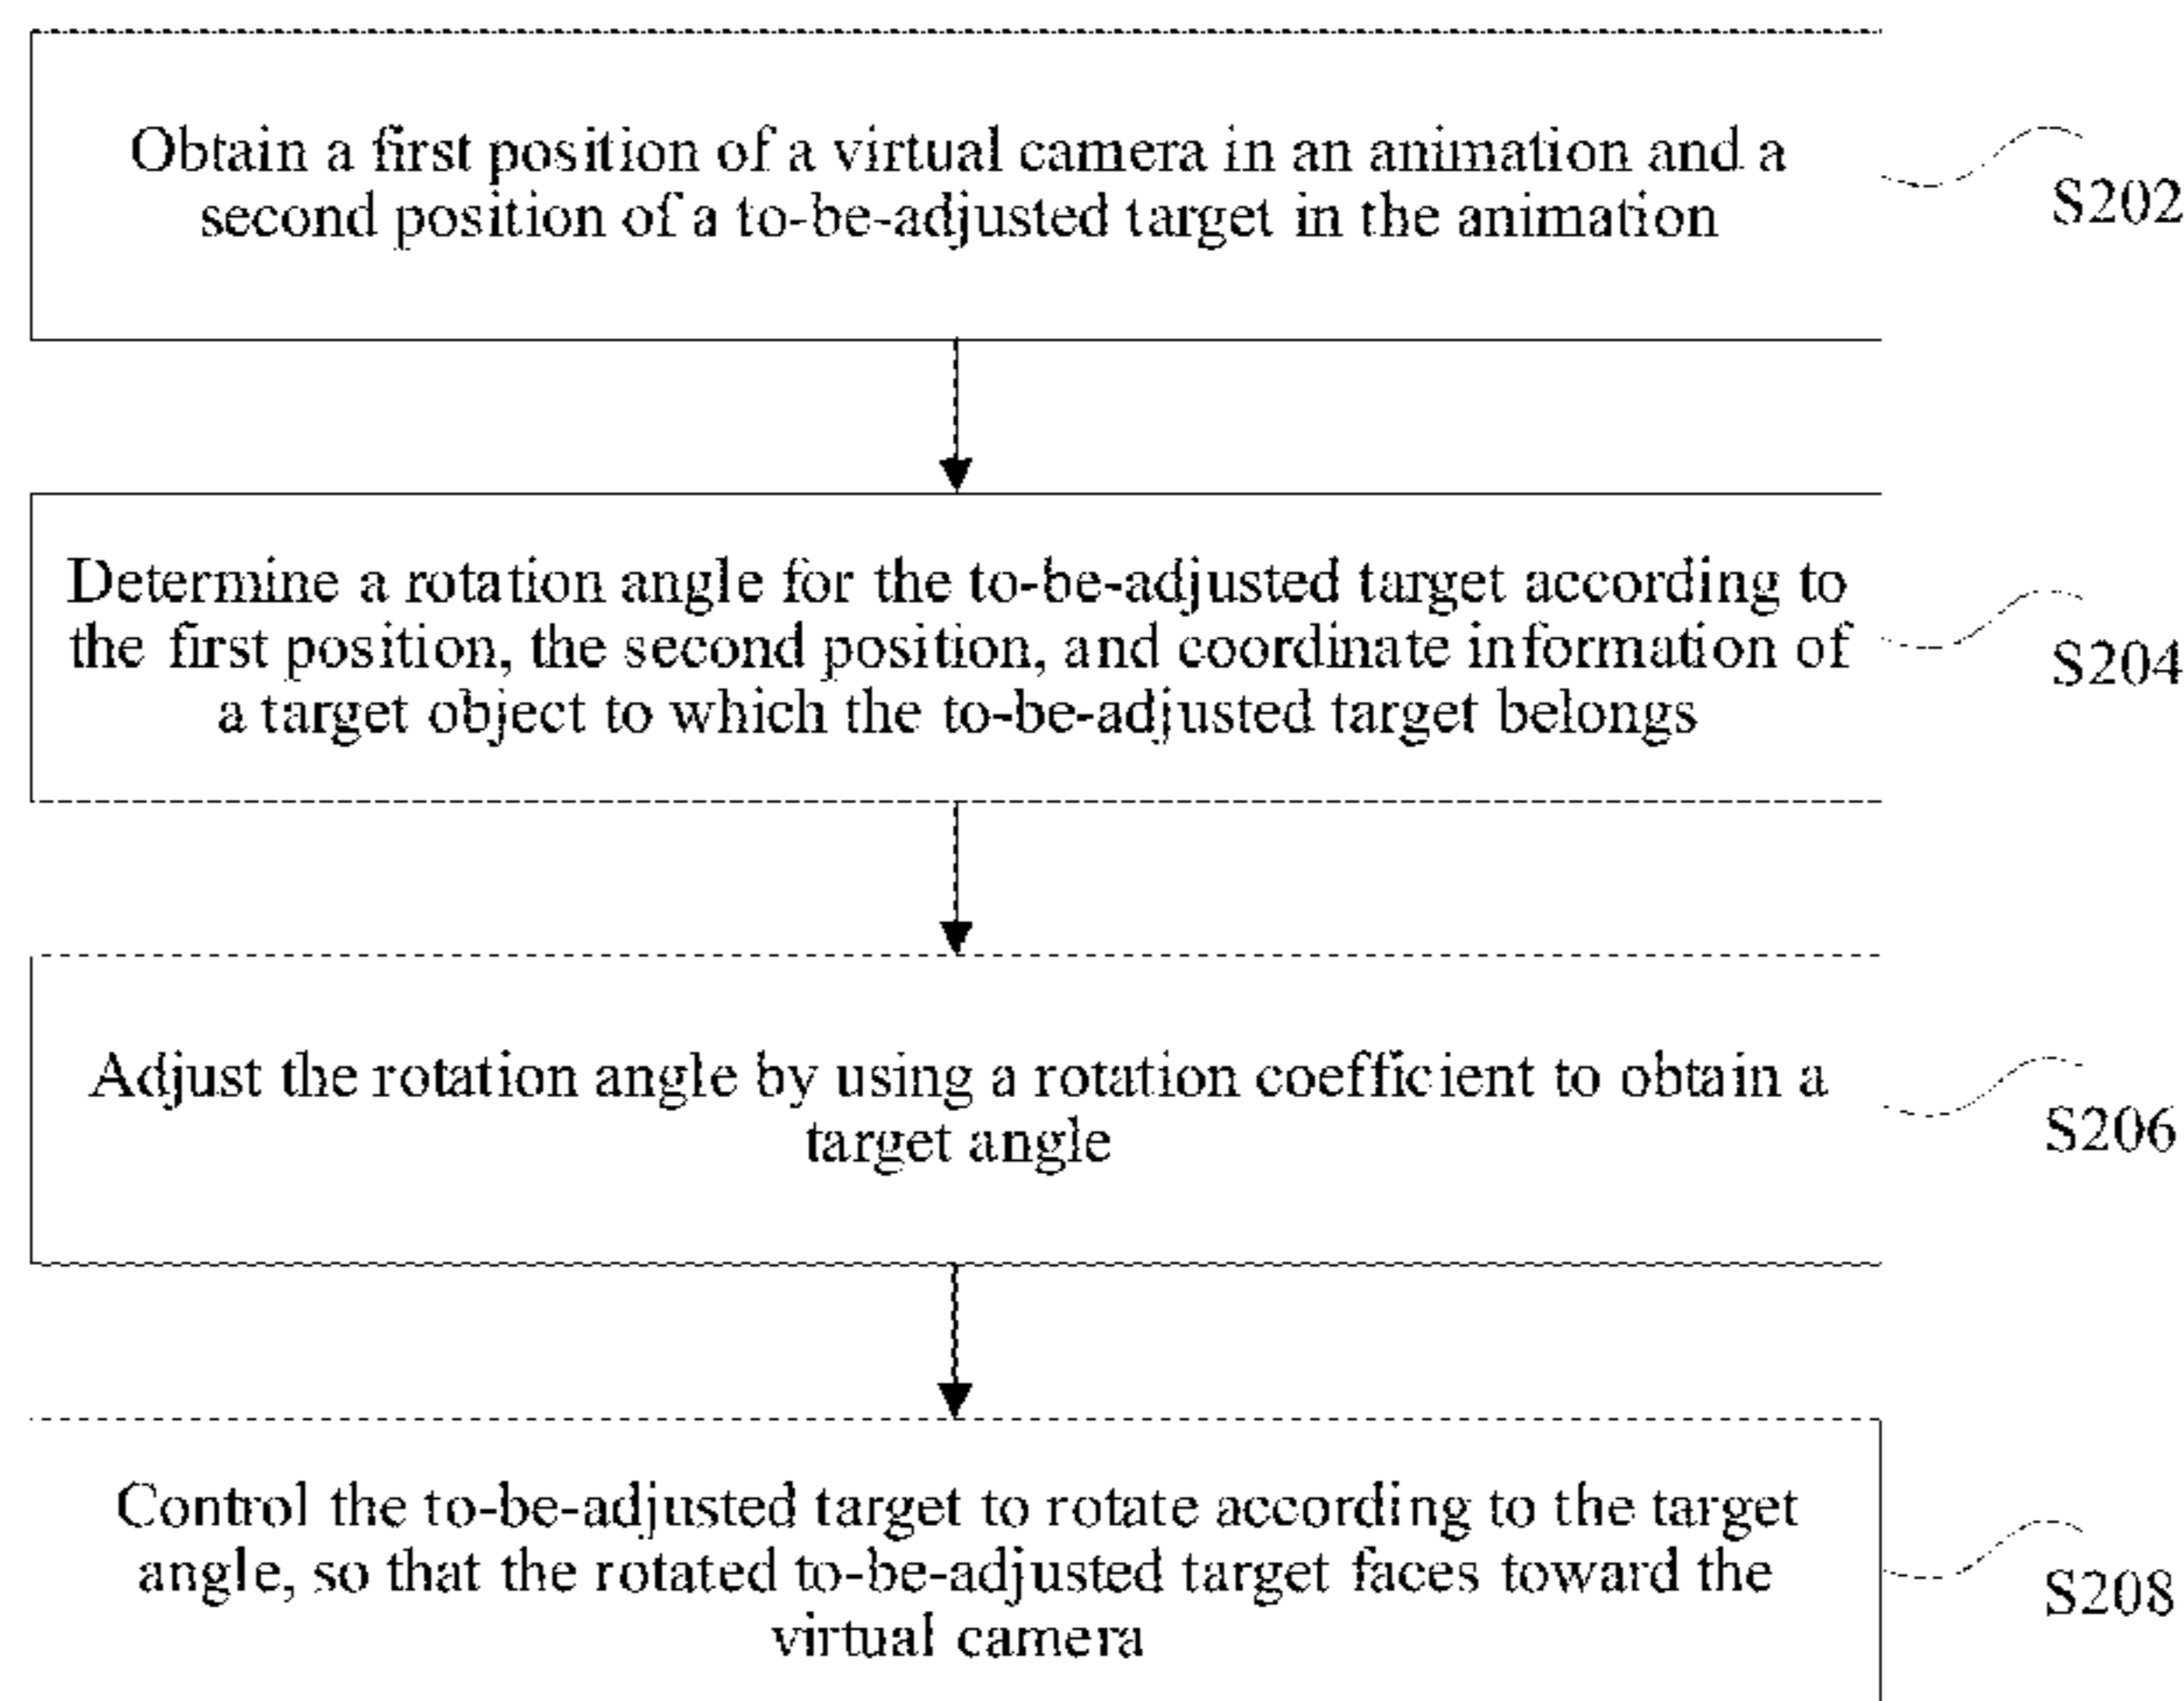 Obtain a first position of a virtual camera in an animation and a
second position of a to-be-adjusted target in the animation
S202
Determine a rotation angle for the to-be-adjusted target according to
the first position, the second position, and coordinate information of
a target object to which the to-be-adjusted target belongs
S204
Adjust the rotation angle by using a rotation coefficient to obtain a
target angle
S206
Control the to-be-adjusted target to rotate according to the target
angle, so that the rotated to-be-adjusted target faces toward the
virtual camera
S208